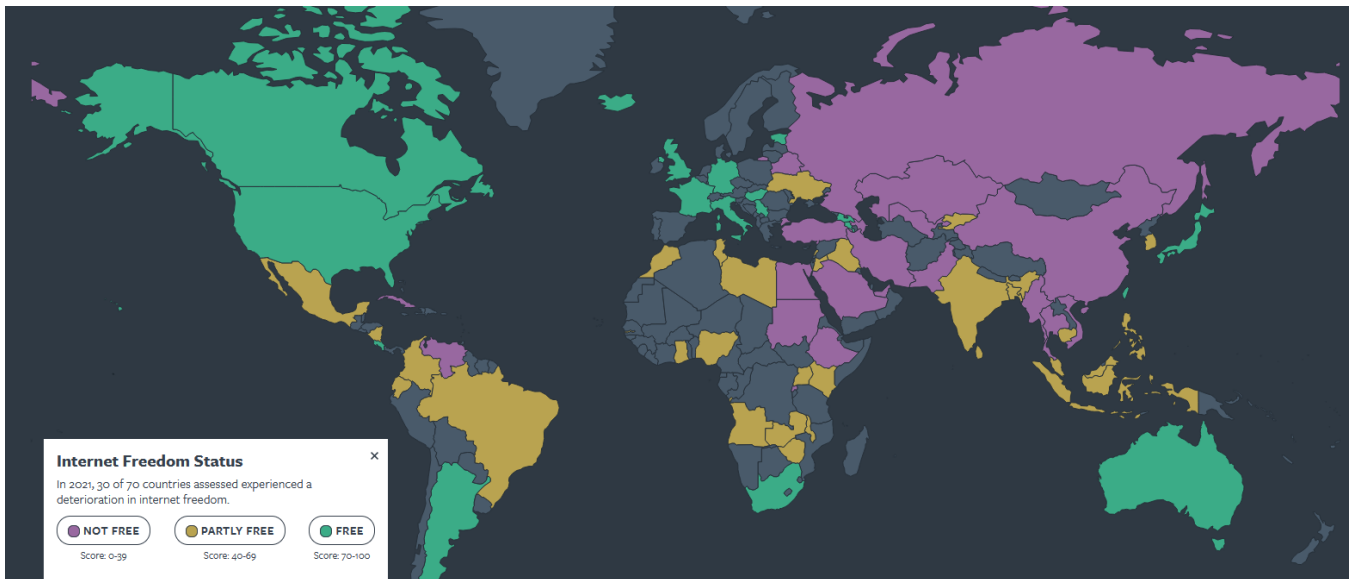 Internet Freedom Status
×
In 2021, 30 of 70 countries assessed experienced a
deterioration in internet freedom.
NOT FREE
PARTLY FREE
FREE
Score: 0-39
Score: 40-69
Score: 70-100